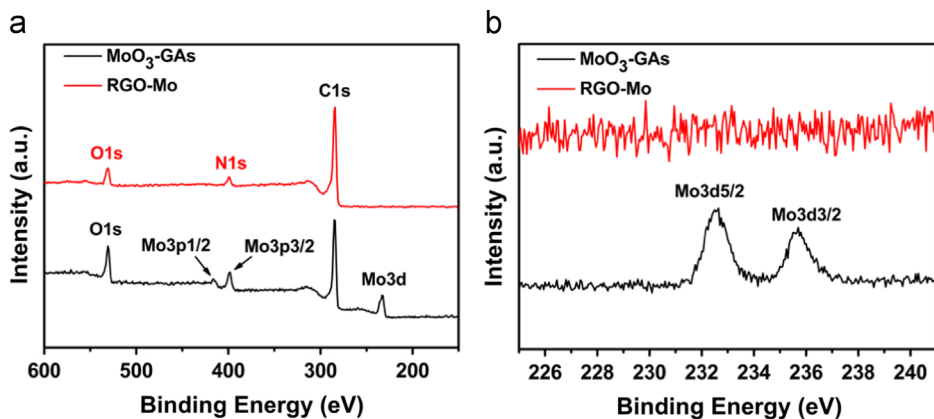 a
MoO₃-GAs
RGO-Mo
C1s
O1s
N1s
O1s
Mo3p1/2
Mo3p3/2
Mo3d
Intensity (a.u.)
600 500 400 300 200
Binding Energy (eV)
b
MoO₃-GAs
RGO-Mo
Mo3d5/2
Mo3d3/2
Intensity (a.u.)
226 228 230 232 234 236 238 240
Binding Energy (eV)